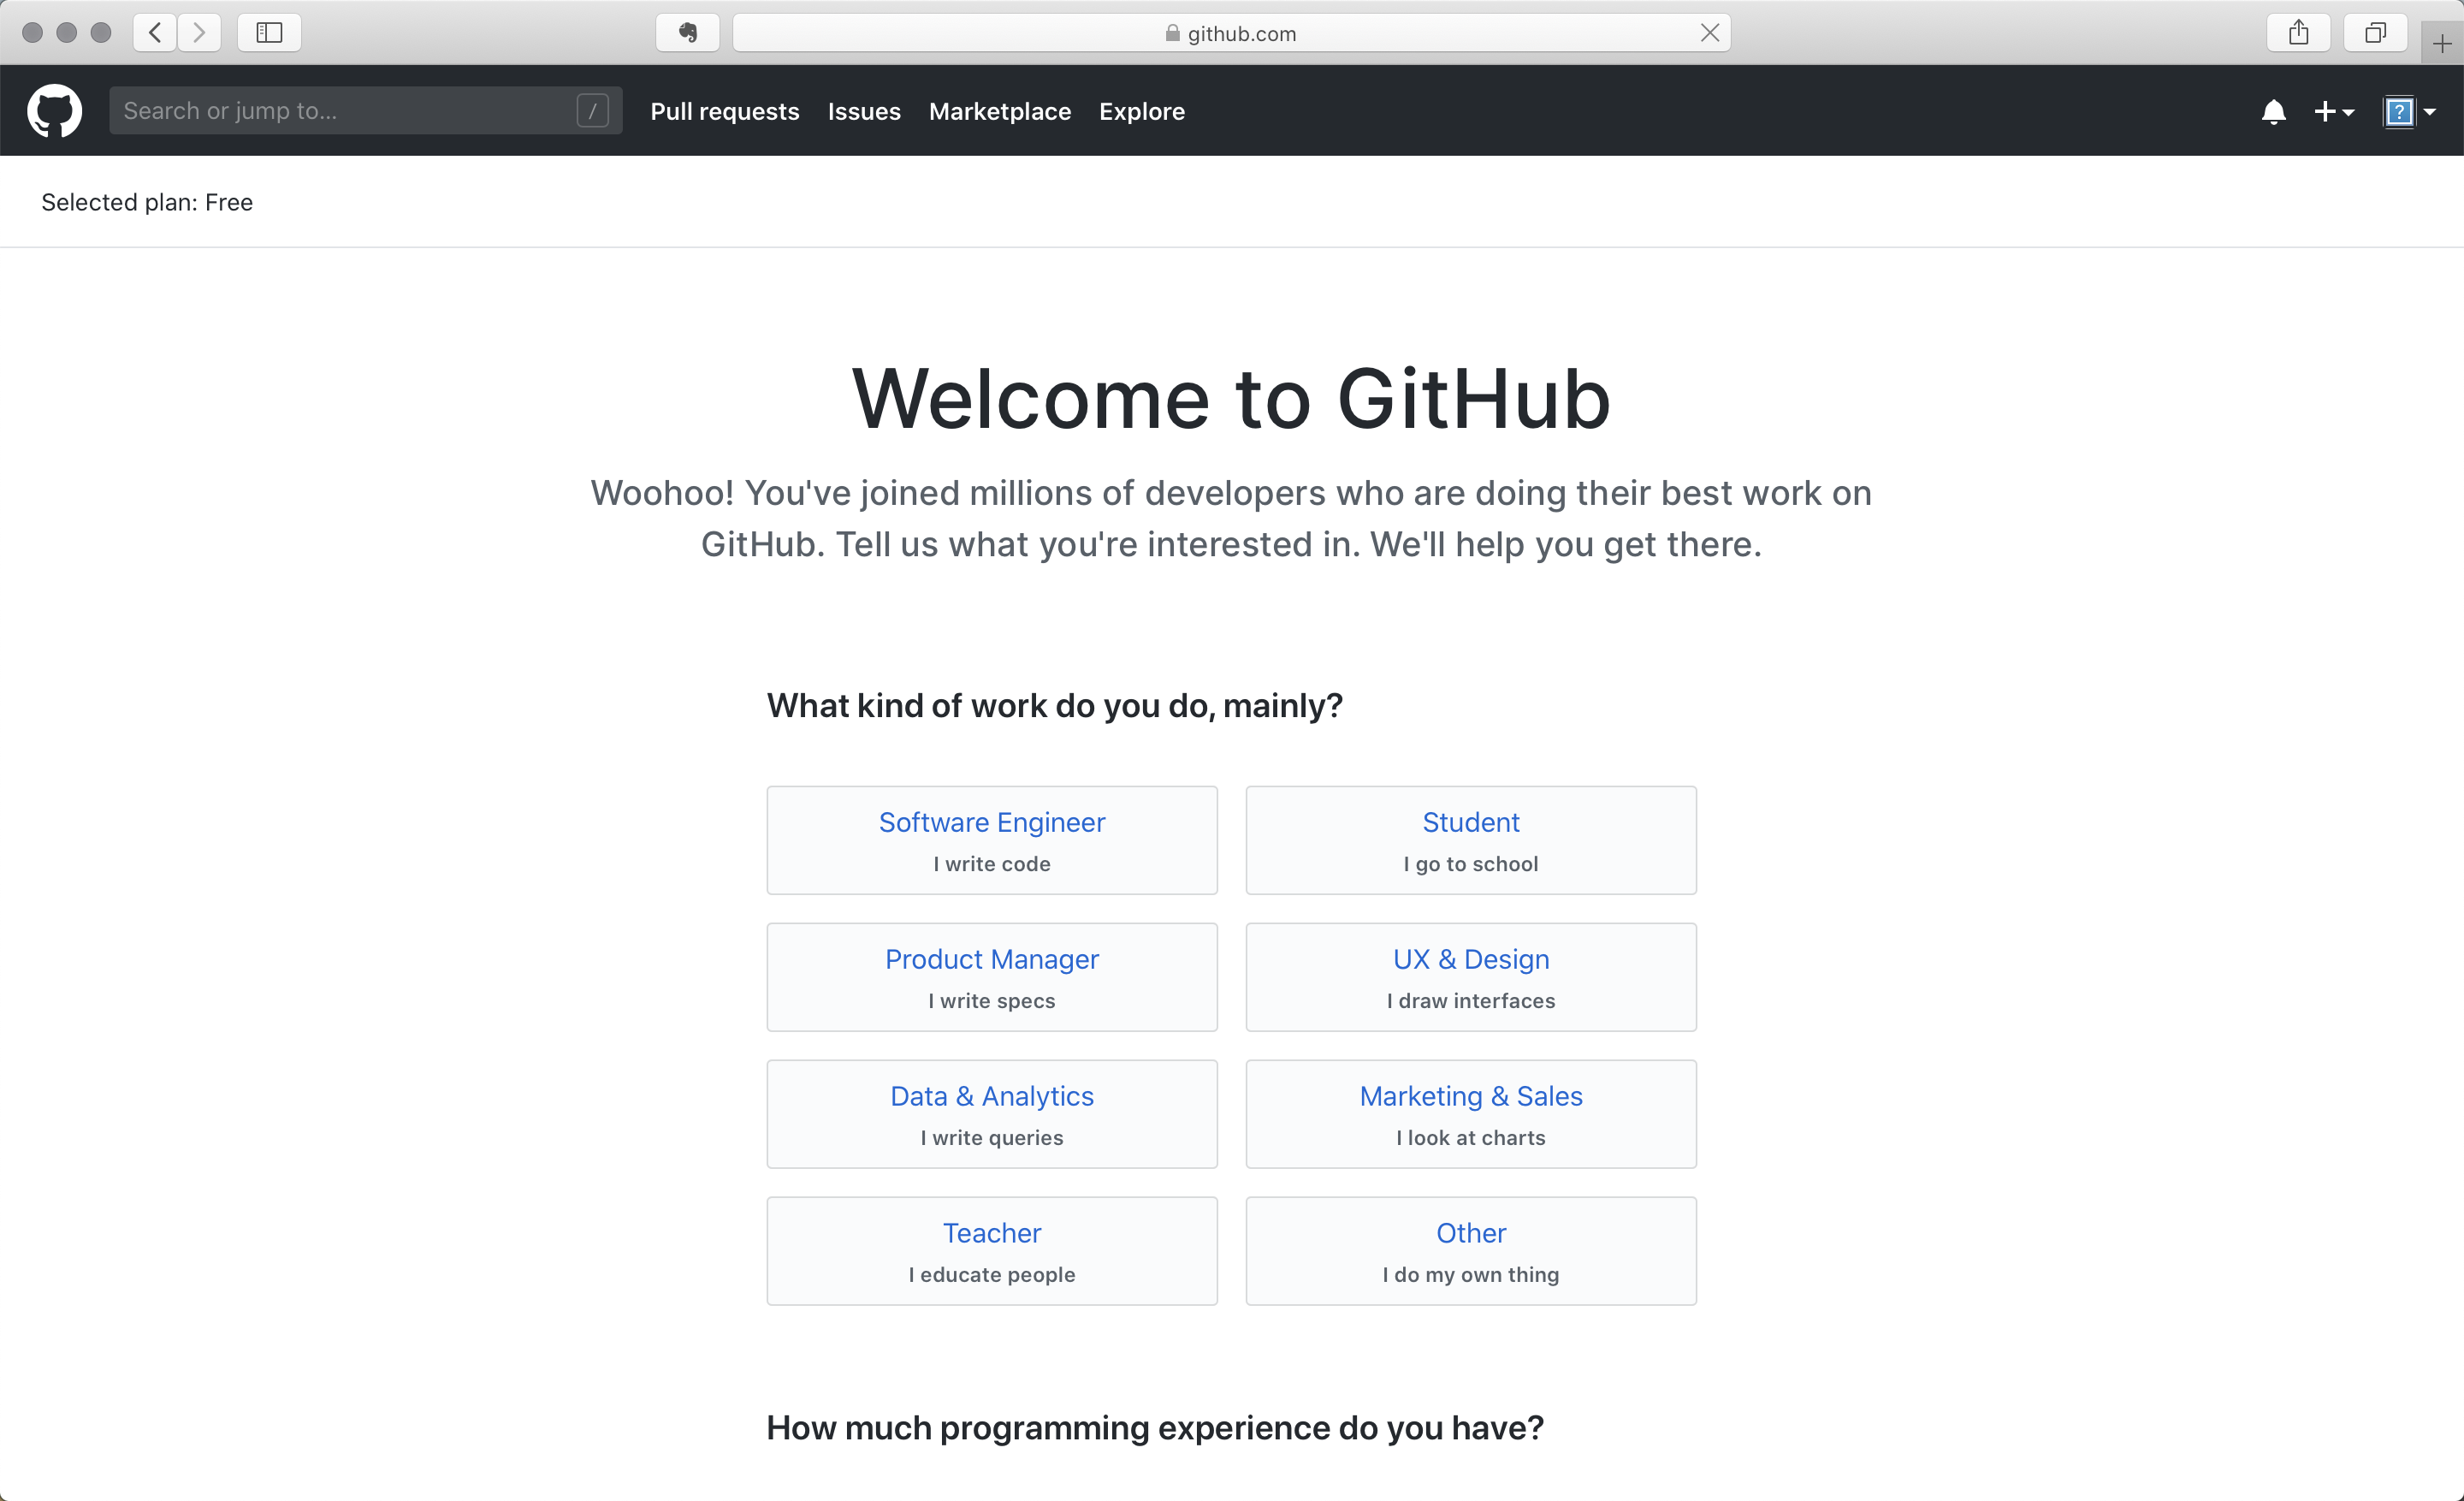 github.com
Search or jump to... /
Pull requests Issues Marketplace Explore
?
Selected plan: Free
Welcome to GitHub
Woohoo! You've joined millions of developers who are doing their best work on
GitHub. Tell us what you're interested in. We'll help you get there.
What kind of work do you do, mainly?
Software Engineer
I write code
Student
I go to school
Product Manager
I write specs
UX & Design
I draw interfaces
Data & Analytics
I write queries
Marketing & Sales
I look at charts
Teacher
I educate people
Other
I do my own thing
How much programming experience do you have?